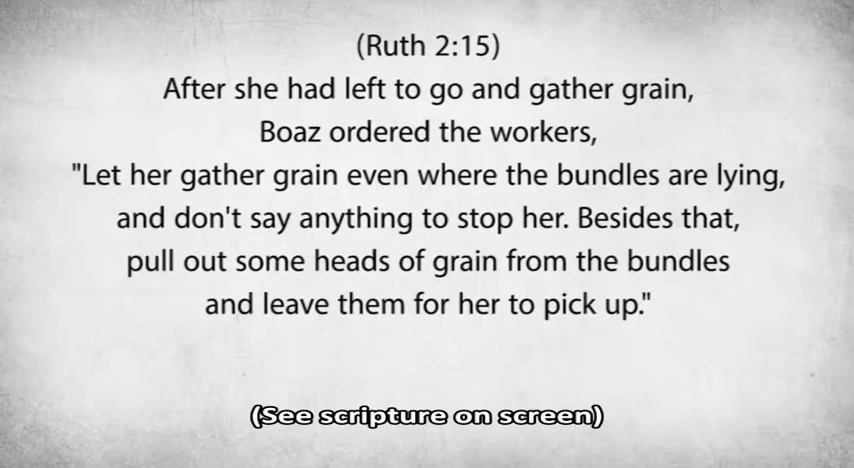 (Ruth 2:15)
After she had left to go and gather grain,
Boaz ordered the workers,
"Let her gather grain even where the bundles are lying,
and don't say anything to stop her. Besides that,
pull out some heads of grain from the bundles
and leave them for her to pick up."
(See scripture on screen)